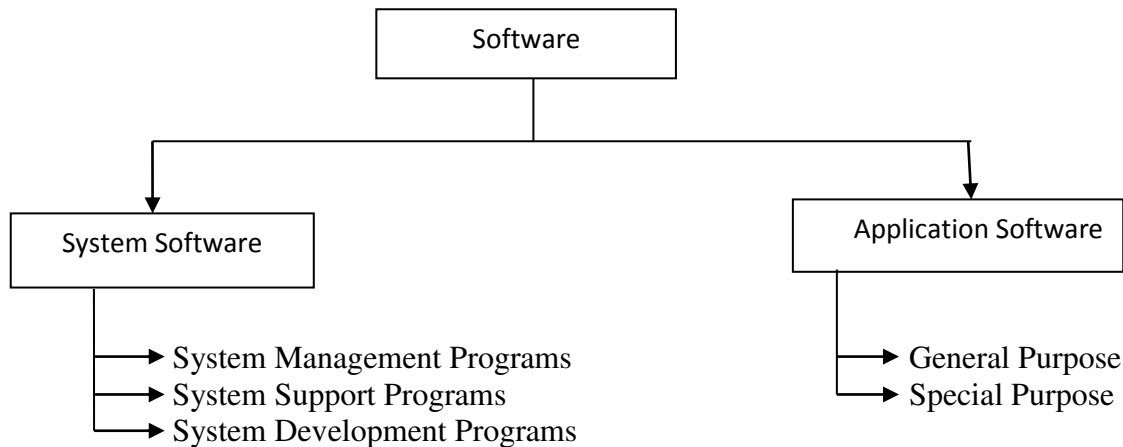 Software
System Software
Application Software
System Management Programs
System Support Programs
System Development Programs
General Purpose
Special Purpose